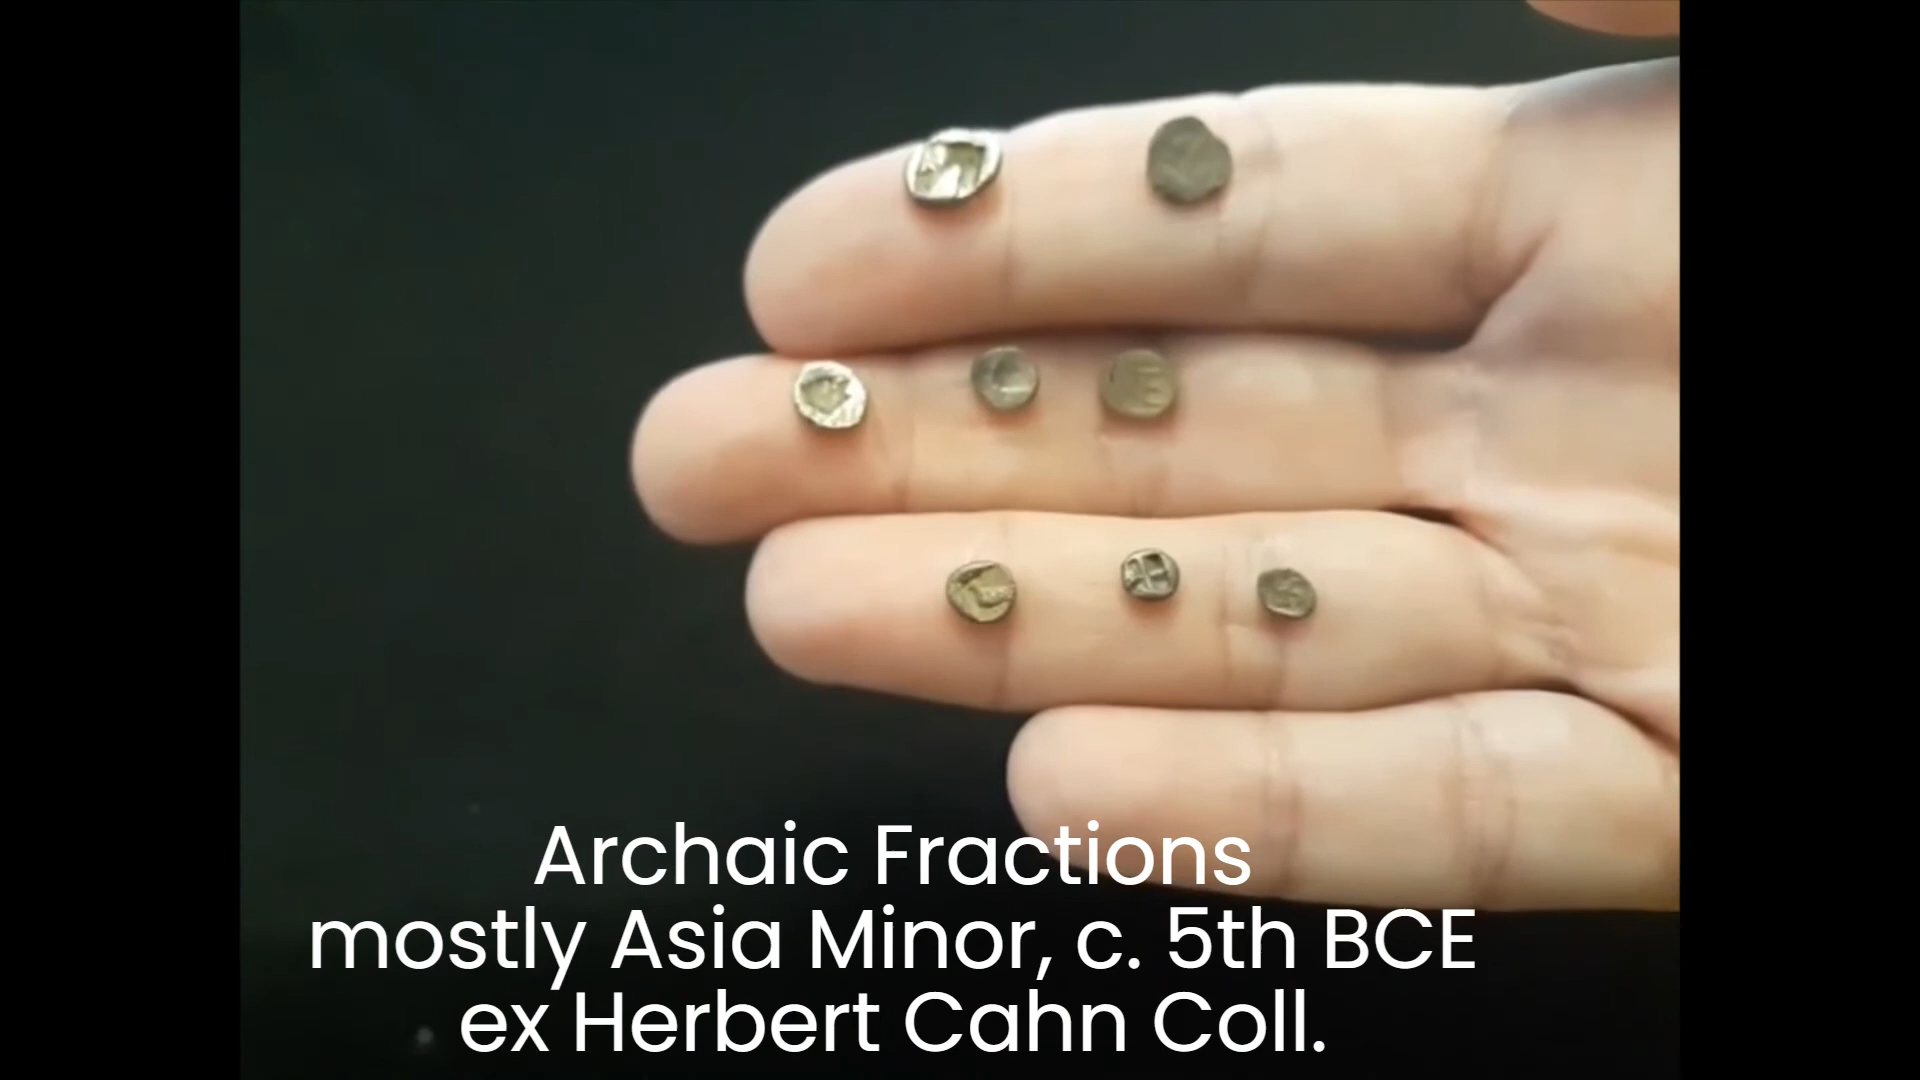 Archaic Fractions
mostly Asia Minor, c. 5th BCE
ex Herbert Cahn Coll.